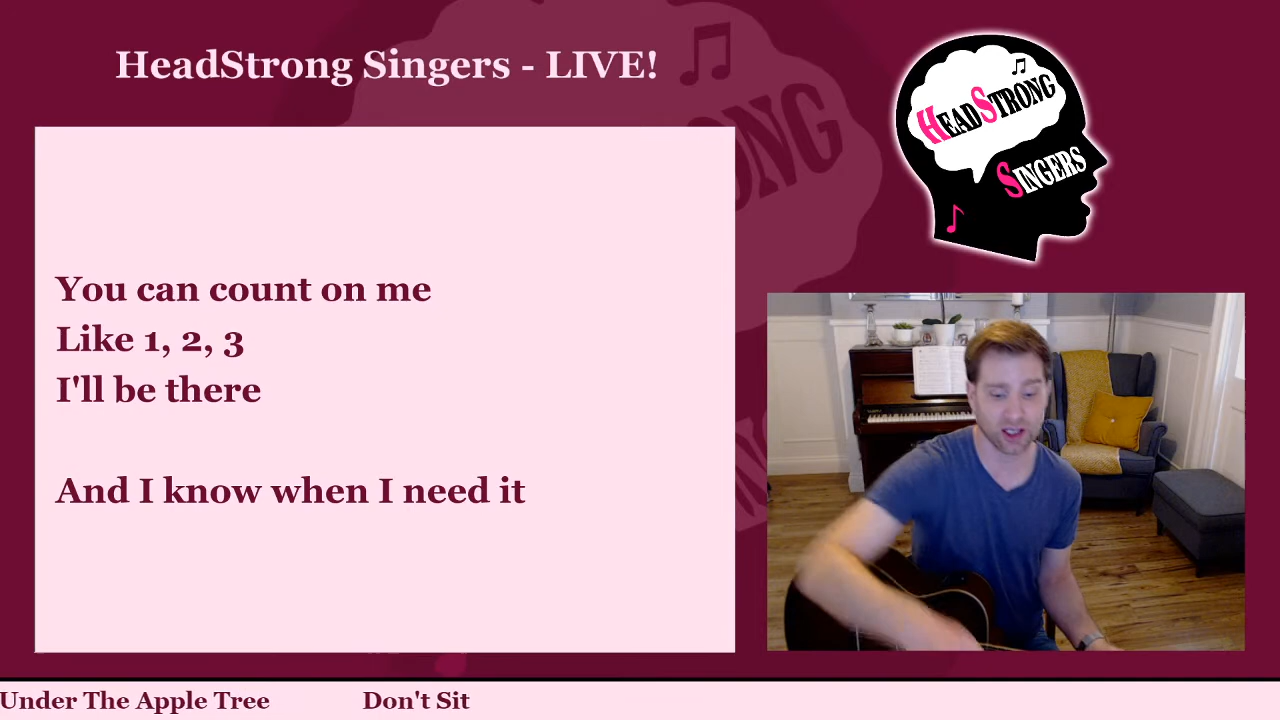 HeadStrong Singers - LIVE!
HEADSTRONG
SINGERS
You can count on me
Like 1, 2, 3
I'll be there
And I know when I need it
Under The Apple Tree Don't Sit